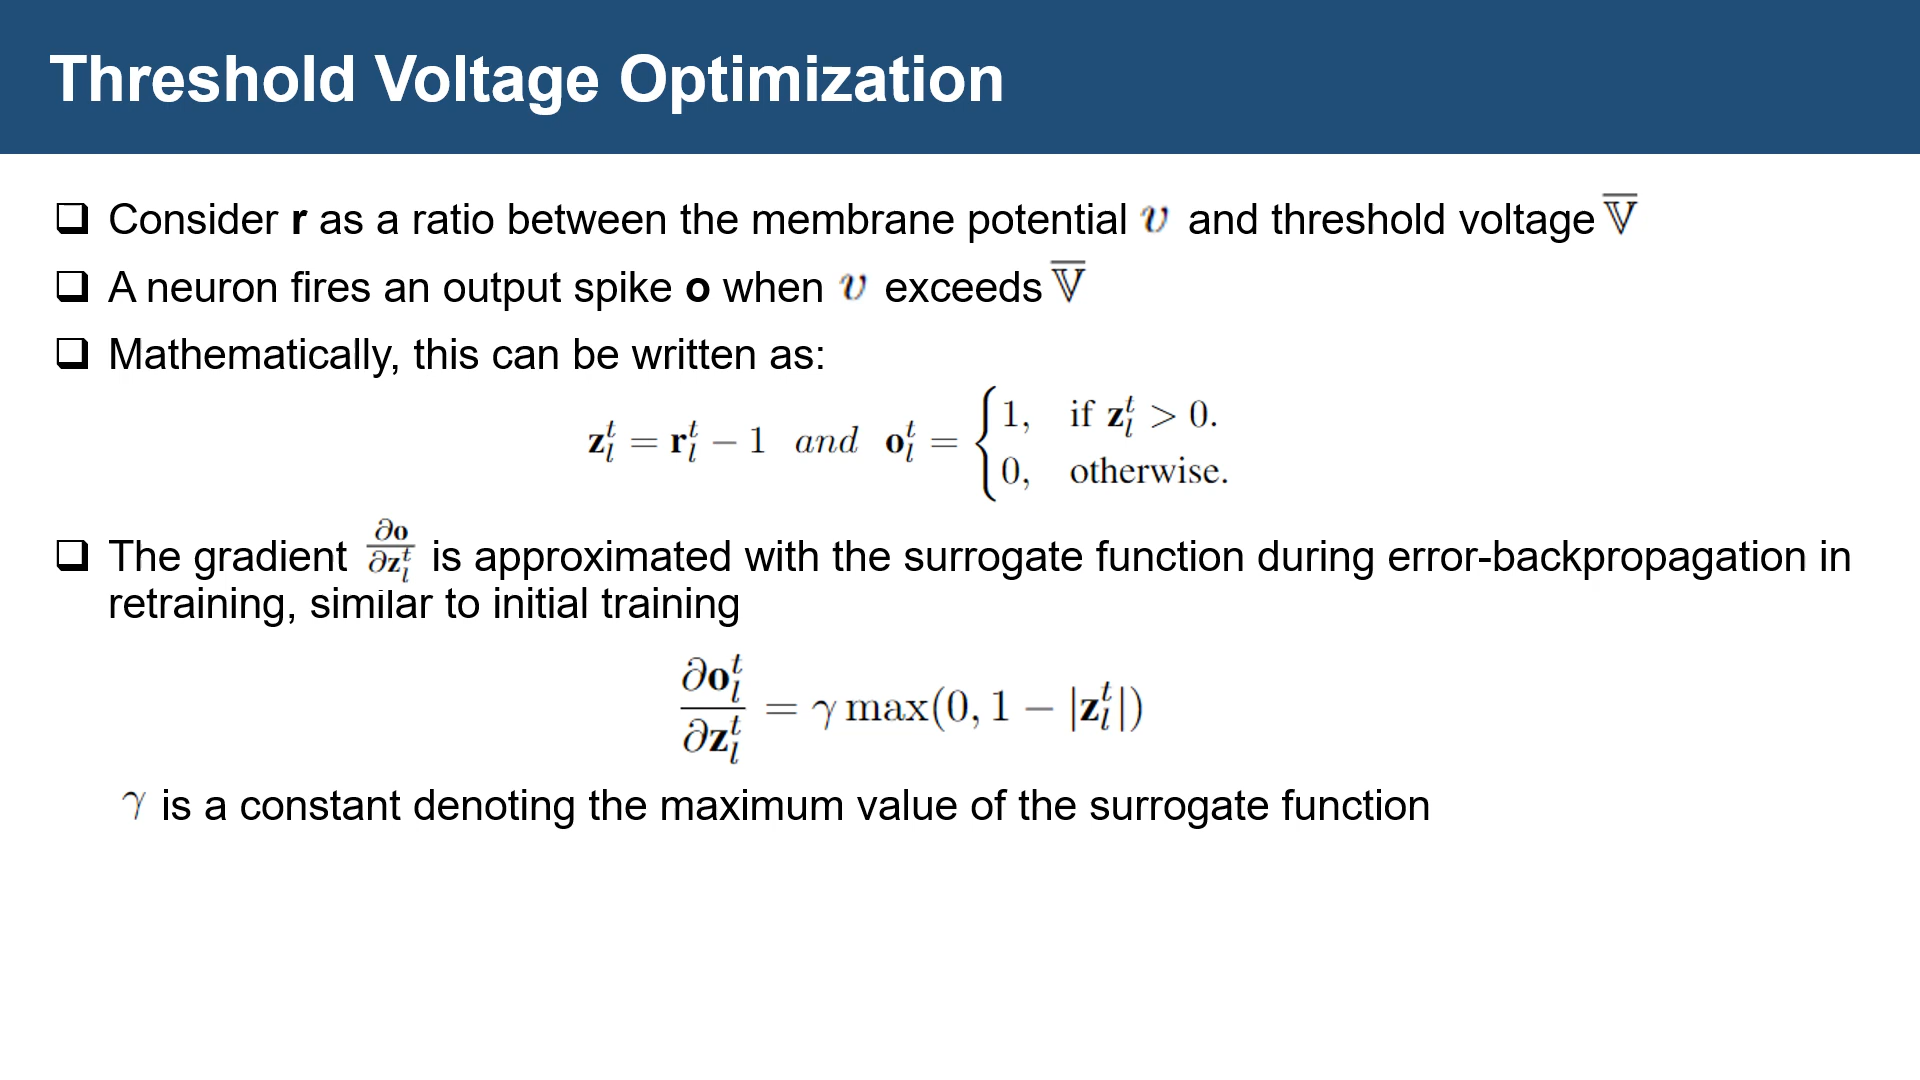 Threshold Voltage Optimization
❑ Consider r as a ratio between the membrane potential 𝑣 and threshold voltage V̅
❑ A neuron fires an output spike o when 𝑣 exceeds V̅
❑ Mathematically, this can be written as:
z_l^t = r_l^t − 1 and o_l^t = { 1, if z_l^t > 0.
0, otherwise.
❑ The gradient ∂o/∂z_l^t is approximated with the surrogate function during error-backpropagation in
retraining, similar to initial training
∂o_l^t/∂z_l^t = γ max(0, 1 − |z_l^t|)
γ is a constant denoting the maximum value of the surrogate function